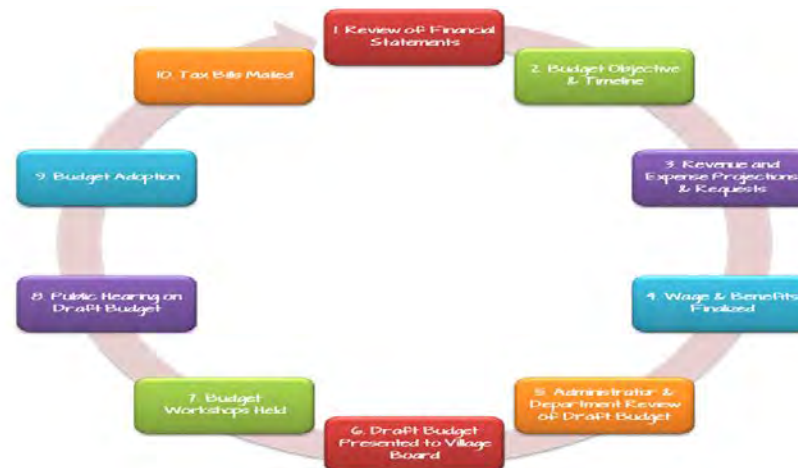 1. Review of Financial
Statements
2. Budget Objective
& Timeline
3. Revenue and
Expense Projections
& Requests
4. Wage & Benefits
Finalized
5. Administrator &
Department Review
of Draft Budget
6. Draft Budget
Presented to Village
Board
7. Budget
Workshops Held
8. Public Hearing on
Draft Budget
9. Budget Adoption
10. Tax Bills Mailed